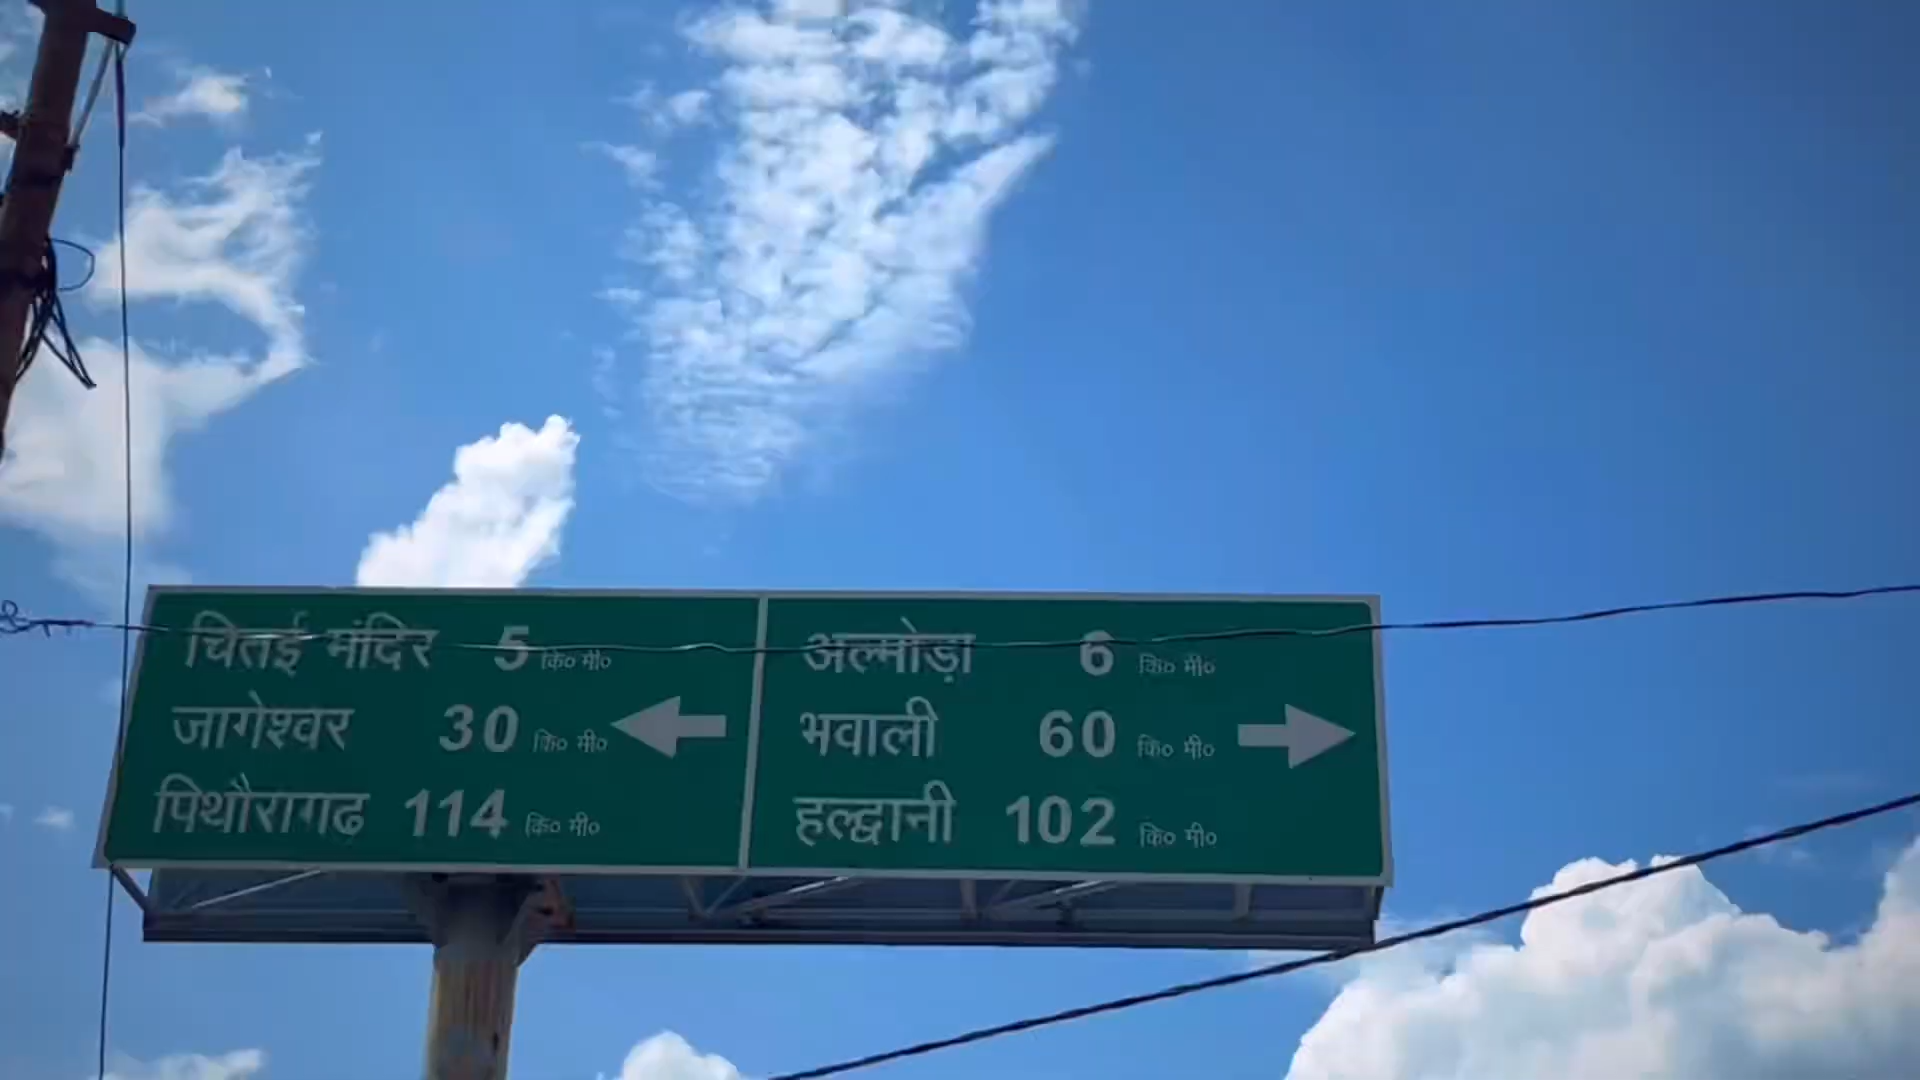 चितई मंदिर 5 कि० मी०
जागेश्वर 30 कि० मी०
पिथौरागढ 114 कि० मी०
अल्मोड़ा 6 कि० मी०
भवाली 60 कि० मी०
हल्द्वानी 102 कि० मी०